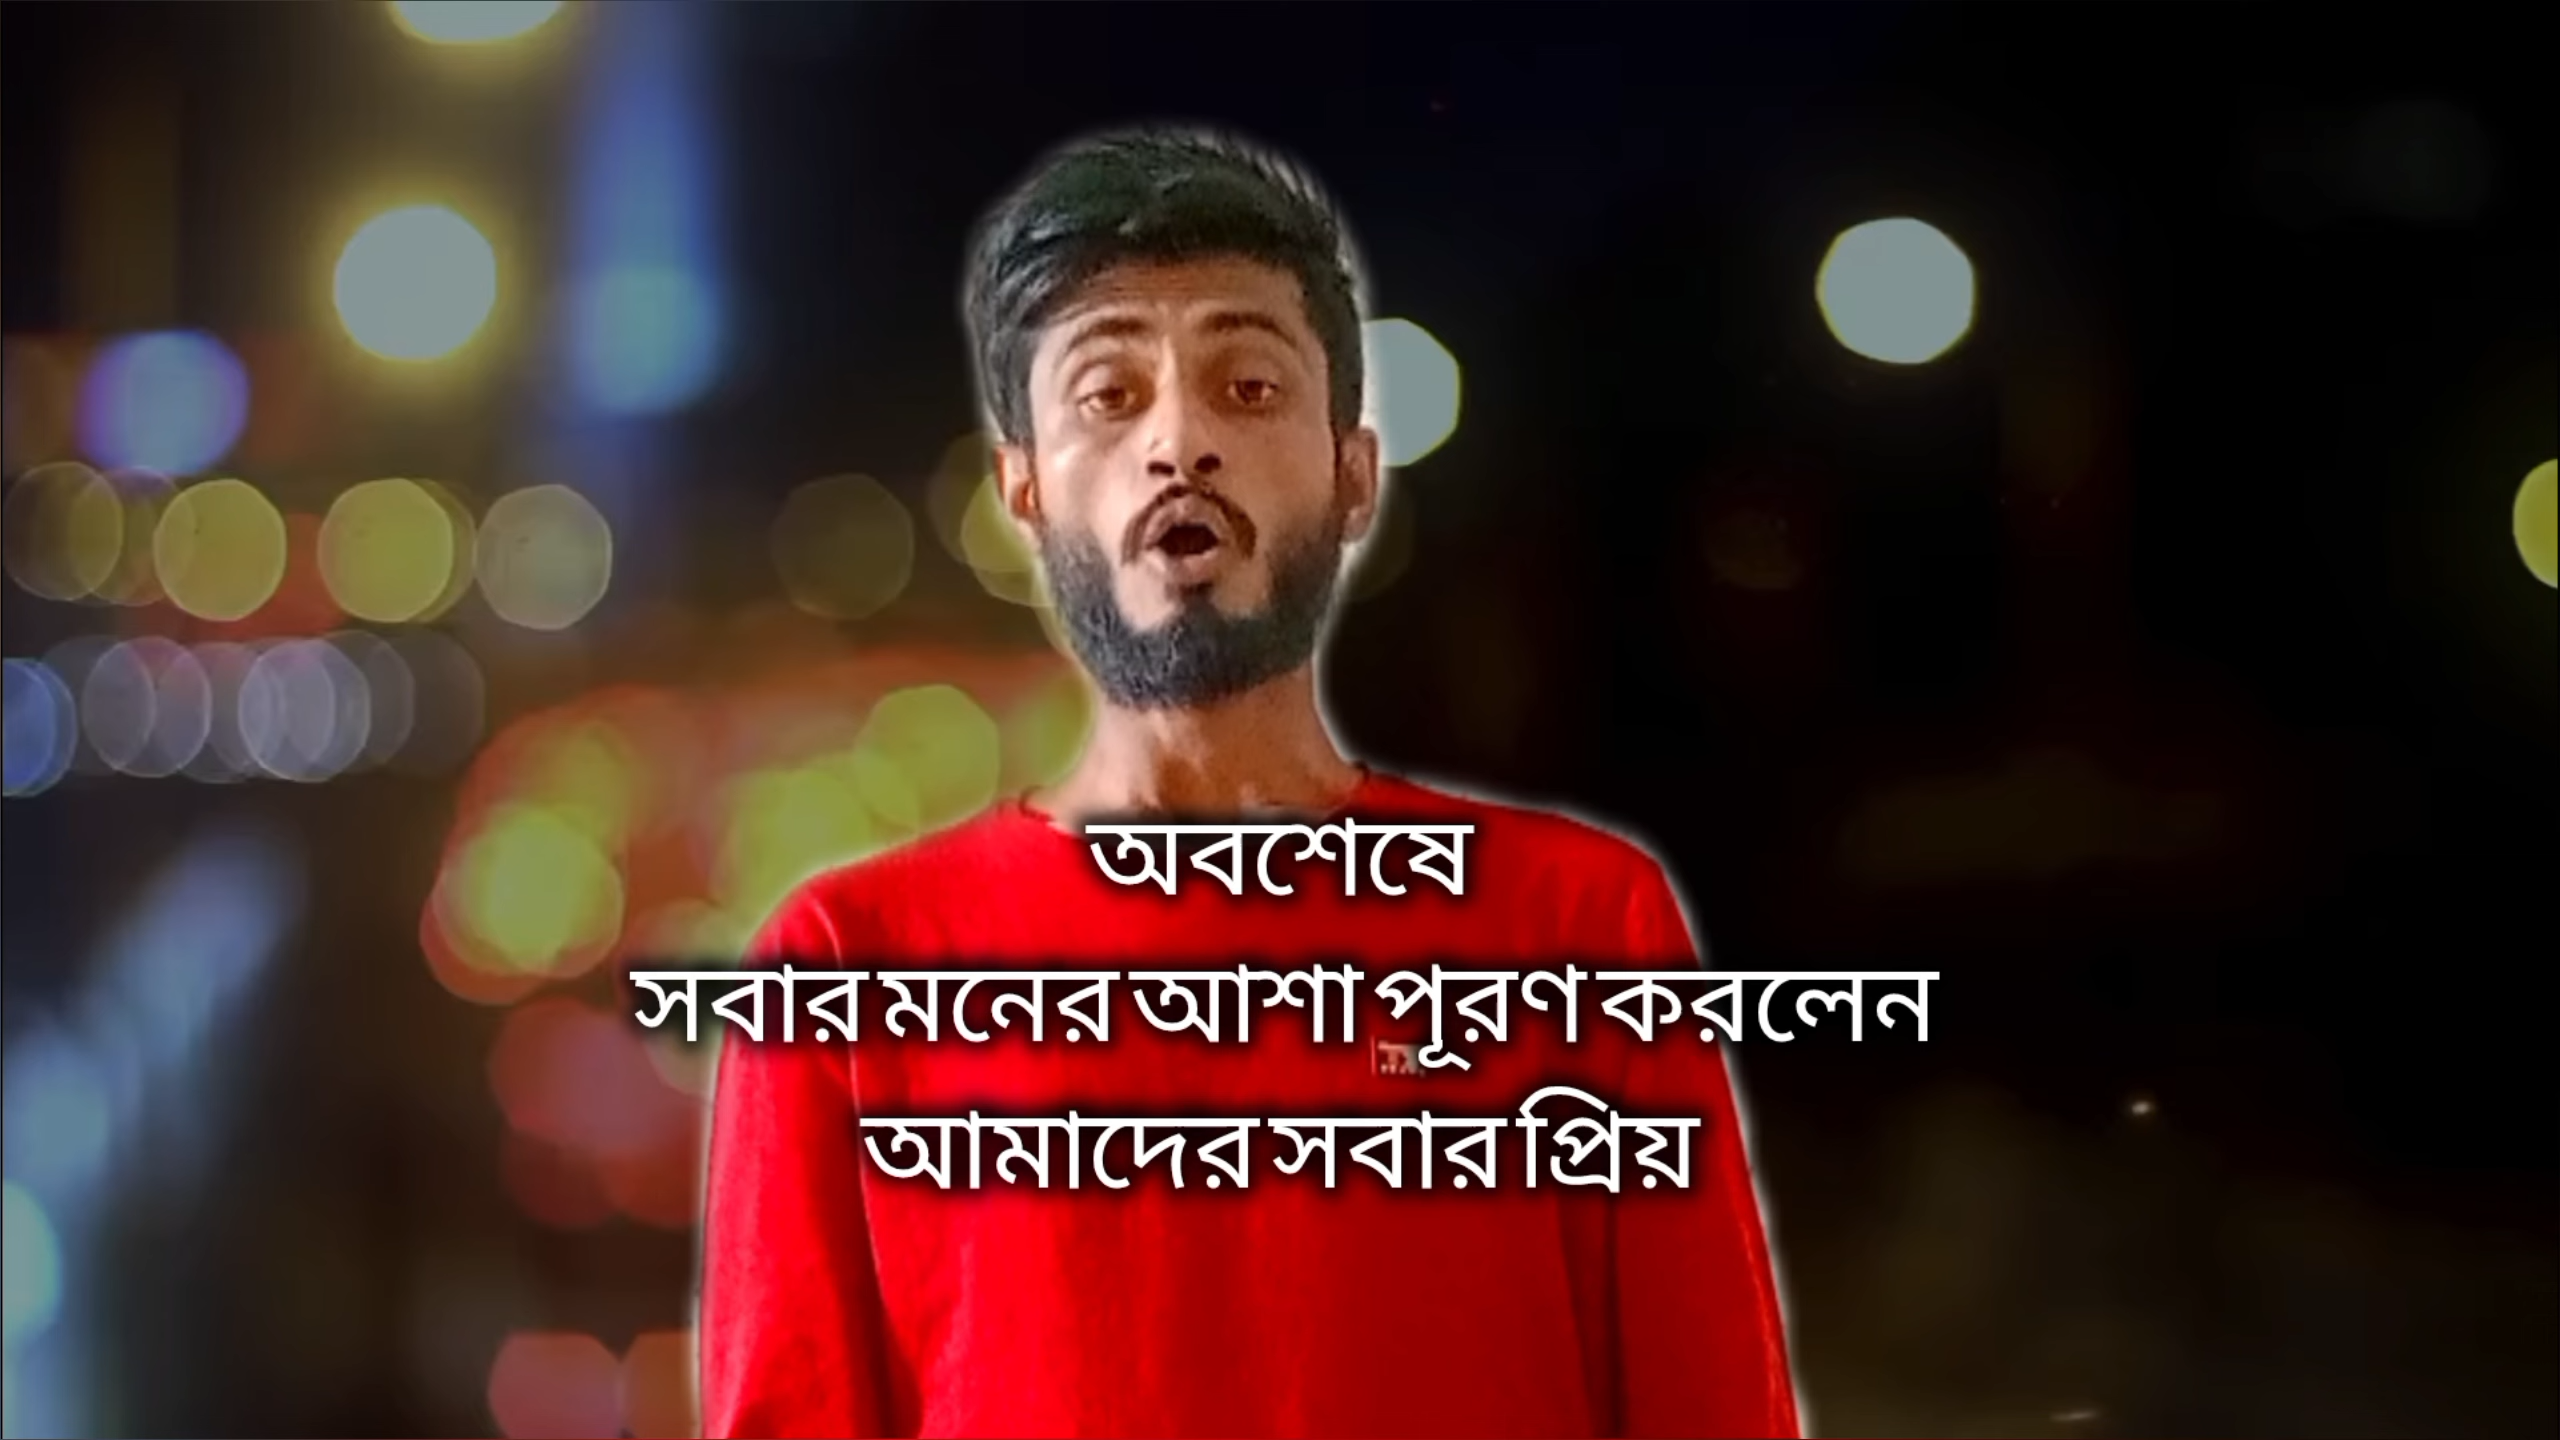 অবশেষে
সবার মনের আশা পূরণ করলেন
আমাদের সবার প্রিয়